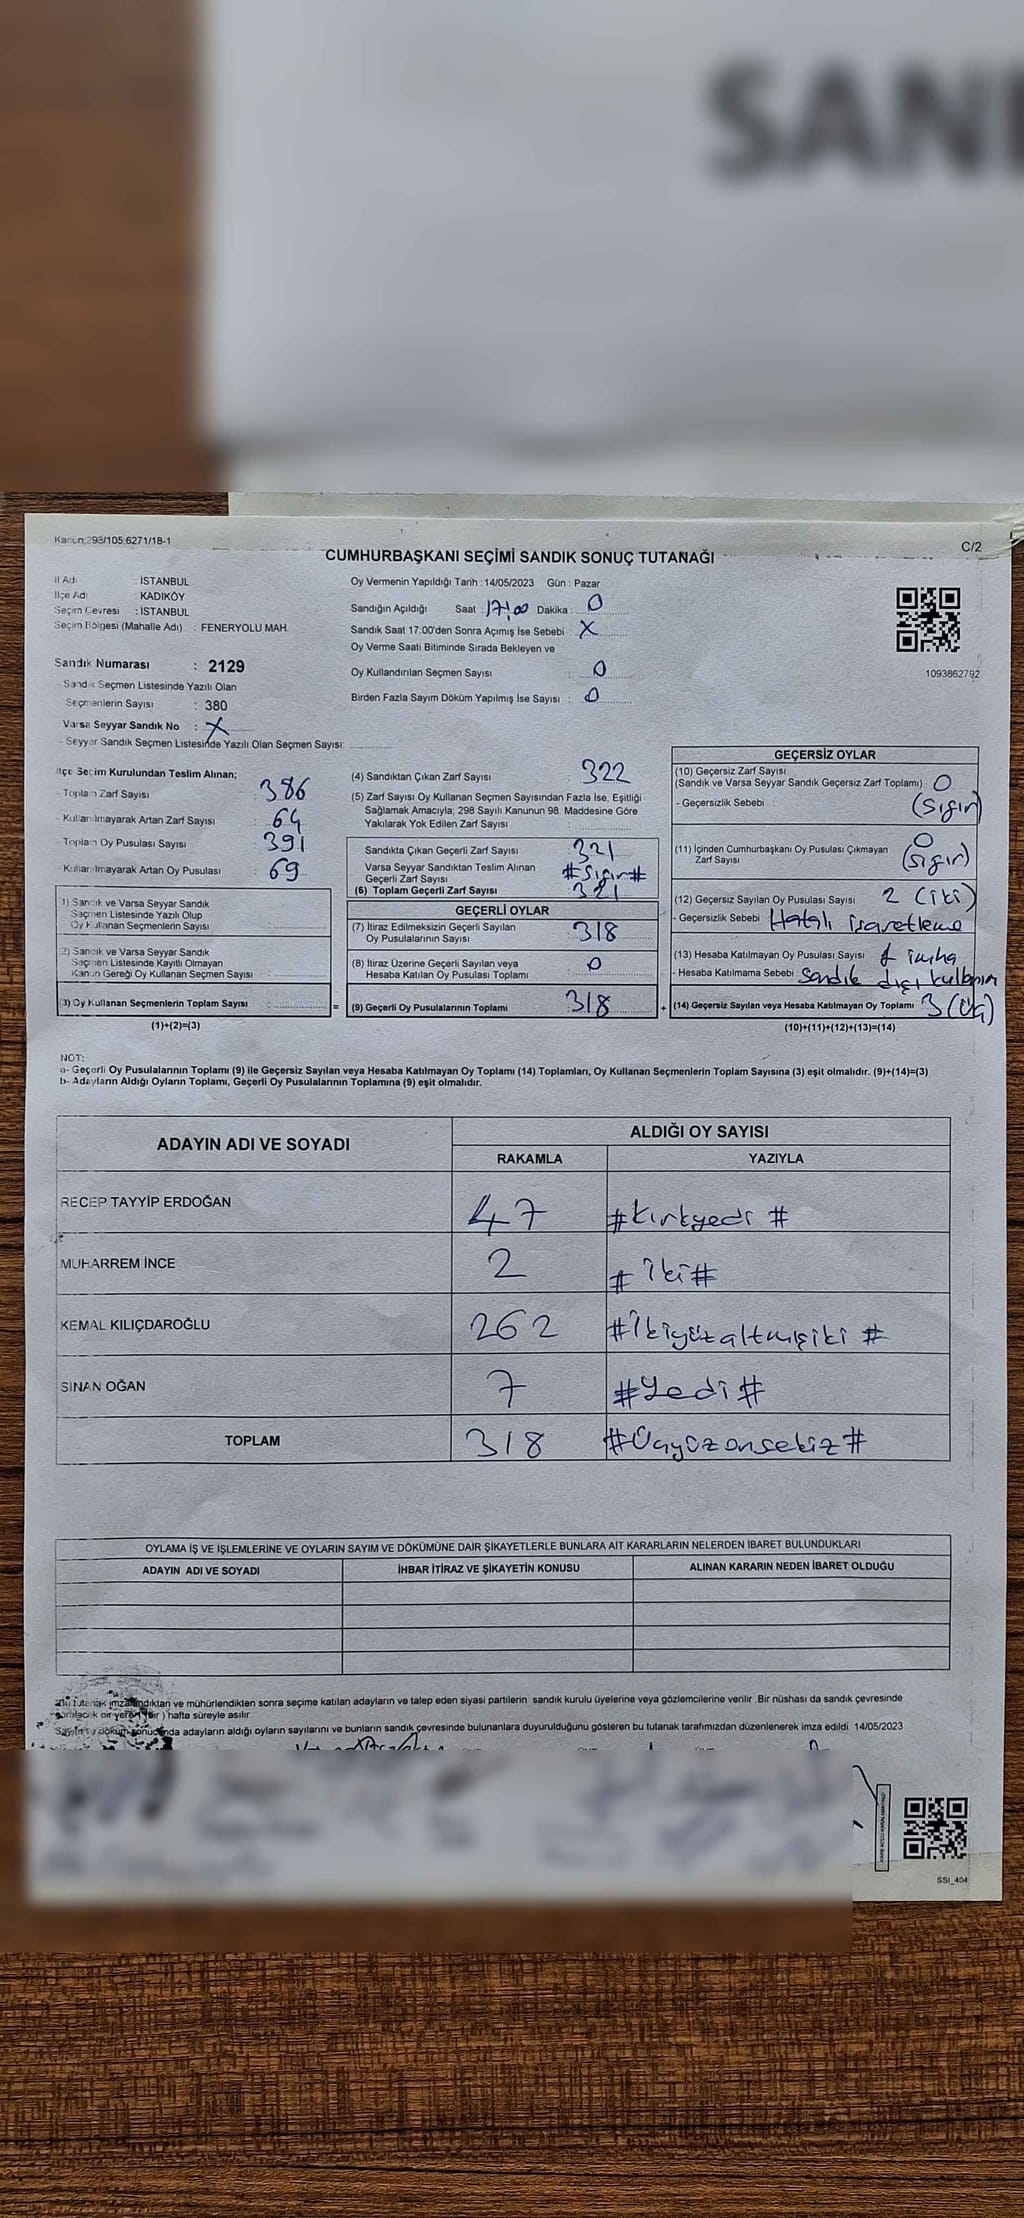 SAN
Kanun;298/105;6271/18-1
C/2
CUMHURBAŞKANI SEÇİMİ SANDIK SONUÇ TUTANAĞI
İl Adı : İSTANBUL
İlçe Adı : KADIKÖY
Seçim Çevresi : İSTANBUL
Seçim Bölgesi (Mahalle Adı) : FENERYOLU MAH.
Sandık Numarası : 2129
- Sandık Seçmen Listesinde Yazılı Olan
Seçmenlerin Sayısı : 380
Varsa Seyyar Sandık No : X
- Seyyar Sandık Seçmen Listesinde Yazılı Olan Seçmen Sayısı:
Oy Vermenin Yapıldığı Tarih : 14/05/2023 Gün : Pazar
Sandığın Açıldığı Saat : 17:00 Dakika : 0
Sandık Saat 17:00'den Sonra Açımış İse Sebebi : X
Oy Verme Saati Bitiminde Sırada Bekleyen ve
Oy Kullandırılan Seçmen Sayısı : 0
Birden Fazla Sayım Döküm Yapılmış İse Sayısı : 0
1093862792
İlçe Seçim Kurulundan Teslim Alınan;
- Toplam Zarf Sayısı : 386
- Kullanılmayarak Artan Zarf Sayısı : 64
- Toplam Oy Pusulası Sayısı : 391
- Kullanılmayarak Artan Oy Pusulası : 69
1) Sandık ve Varsa Seyyar Sandık
Seçmen Listesinde Yazılı Olup
Oy Kullanan Seçmenlerin Sayısı :
2) Sandık ve Varsa Seyyar Sandık
Seçmen Listesinde Kayıtlı Olmayan
Kanun Gereği Oy Kullanan Seçmen Sayısı :
(3) Oy Kullanan Seçmenlerin Toplam Sayısı : =
(1)+(2)=(3)
(4) Sandıktan Çıkan Zarf Sayısı : 322
(5) Zarf Sayısı Oy Kullanan Seçmen Sayısından Fazla İse, Eşitliği
Sağlamak Amacıyla, 298 Sayılı Kanunun 98. Maddesine Göre
Yakılarak Yok Edilen Zarf Sayısı :
Sandıkta Çıkan Geçerli Zarf Sayısı : 321
Varsa Seyyar Sandıktan Teslim Alınan
Geçerli Zarf Sayısı : #Sıfır#
(6) Toplam Geçerli Zarf Sayısı : 321
GEÇERLİ OYLAR
(7) İtiraz Edilmeksizin Geçerli Sayılan
Oy Pusulalarının Sayısı : 318
(8) İtiraz Üzerine Geçerli Sayılan veya
Hesaba Katılan Oy Pusulası Toplamı : 0
(9) Geçerli Oy Pusulalarının Toplamı : 318 +
GEÇERSİZ OYLAR
(10) Geçersiz Zarf Sayısı
(Sandık ve Varsa Seyyar Sandık Geçersiz Zarf Toplamı) : 0
- Geçersizlik Sebebi : (sıfır)
(11) İçinden Cumhurbaşkanı Oy Pusulası Çıkmayan
Zarf Sayısı : 0 (sıfır)
(12) Geçersiz Sayılan Oy Pusulası Sayısı : 2 (iki)
- Geçersizlik Sebebi : Hatalı işaretleme
(13) Hesaba Katılmayan Oy Pusulası Sayısı :
- Hesaba Katılmama Sebebi : Sandık dışı
(14) Geçersiz Sayılan veya Hesaba Katılmayan Oy Toplamı : 3 (üç)
(10)+(11)+(12)+(13)=(14)
NOT:
a- Geçerli Oy Pusulalarının Toplamı (9) ile Geçersiz Sayılan veya Hesaba Katılmayan Oy Toplamı (14) Toplamları, Oy Kullanan Seçmenlerin Toplam Sayısına (3) eşit olmalıdır. (9)+(14)=(3)
b- Adayların Aldığı Oyların Toplamı, Geçerli Oy Pusulalarının Toplamına (9) eşit olmalıdır.
ADAYIN ADI VE SOYADI
ALDIĞI OY SAYISI
RAKAMLA YAZIYLA
RECEP TAYYİP ERDOĞAN 47 #Kırkyedi #
MUHARREM İNCE 2 # İki#
KEMAL KILIÇDAROĞLU 262 #İkiyüzaltmışiki #
SİNAN OĞAN 7 #Yedi#
TOPLAM 318 #Üçyüzonsekiz#
OYLAMA İŞ VE İŞLEMLERİNE VE OYLARIN SAYIM VE DÖKÜMÜNE DAİR ŞİKAYETLERLE BUNLARA AİT KARARLARIN NELERDEN İBARET BULUNDUKLARI
ADAYIN ADI VE SOYADI İHBAR İTİRAZ VE ŞİKAYETİN KONUSU ALINAN KARARIN NEDEN İBARET OLDUĞU
Bu tutanak imzalandıktan ve mühürlendikten sonra seçime katılan adayların ve talep eden siyasi partilerin sandık kurulu üyelerine veya gözlemcilerine verilir .Bir nüshası da sandık çevresinde
bir yere ( bir ) hafta süreyle asılır.
Sayım ve döküm sonucunda adayların aldığı oyların sayılarını ve bunların sandık çevresinde bulunanlara duyurulduğunu gösteren bu tutanak tarafımızdan düzenlenerek imza edildi. 14/05/2023
SSI_404